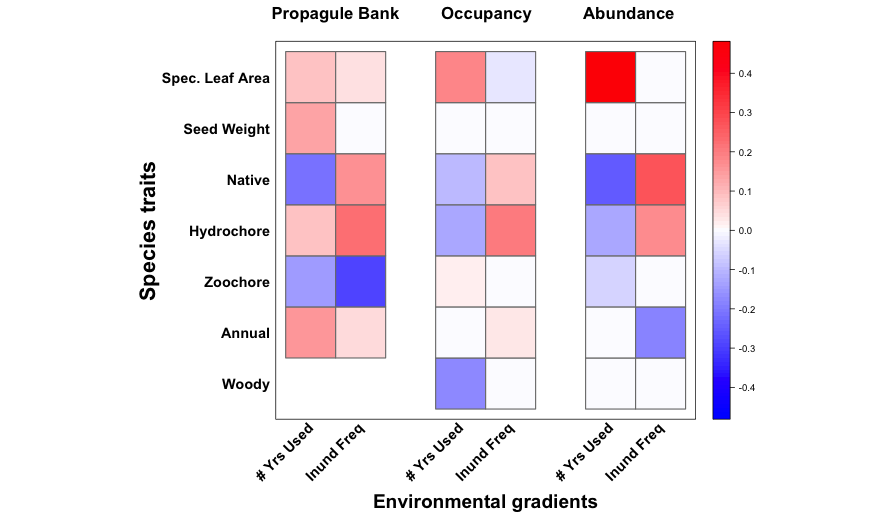 Propagule Bank Occupancy Abundance
Spec. Leaf Area
Seed Weight
Native
Hydrochore
Zoochore
Annual
Woody
Species traits
# Yrs Used Inund Freq # Yrs Used Inund Freq # Yrs Used Inund Freq
Environmental gradients
0.4
0.3
0.2
0.1
0.0
-0.1
-0.2
-0.3
-0.4